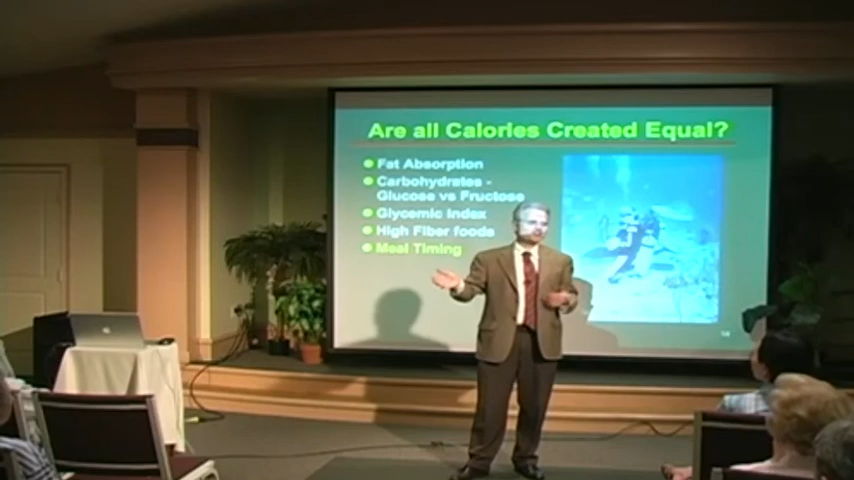 Are all Calories Created Equal?
Fat Absorption
Carbohydrates -
Glucose vs Fructose
Glycemic Index
High Fiber foods
Meal Timing